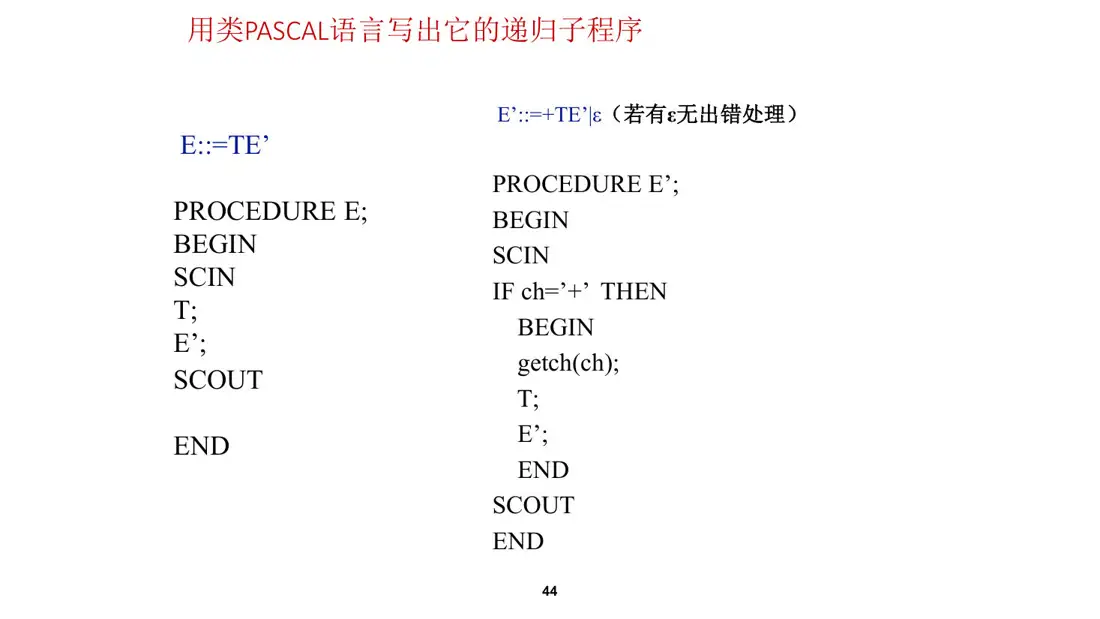 用类PASCAL语言写出它的递归子程序
E::=TE’
PROCEDURE E;
BEGIN
SCIN
T;
E’;
SCOUT
END
E’::=+TE’|ε（若有ε无出错处理）
PROCEDURE E’;
BEGIN
SCIN
IF ch=’+’ THEN
BEGIN
getch(ch);
T;
E’;
END
SCOUT
END
44